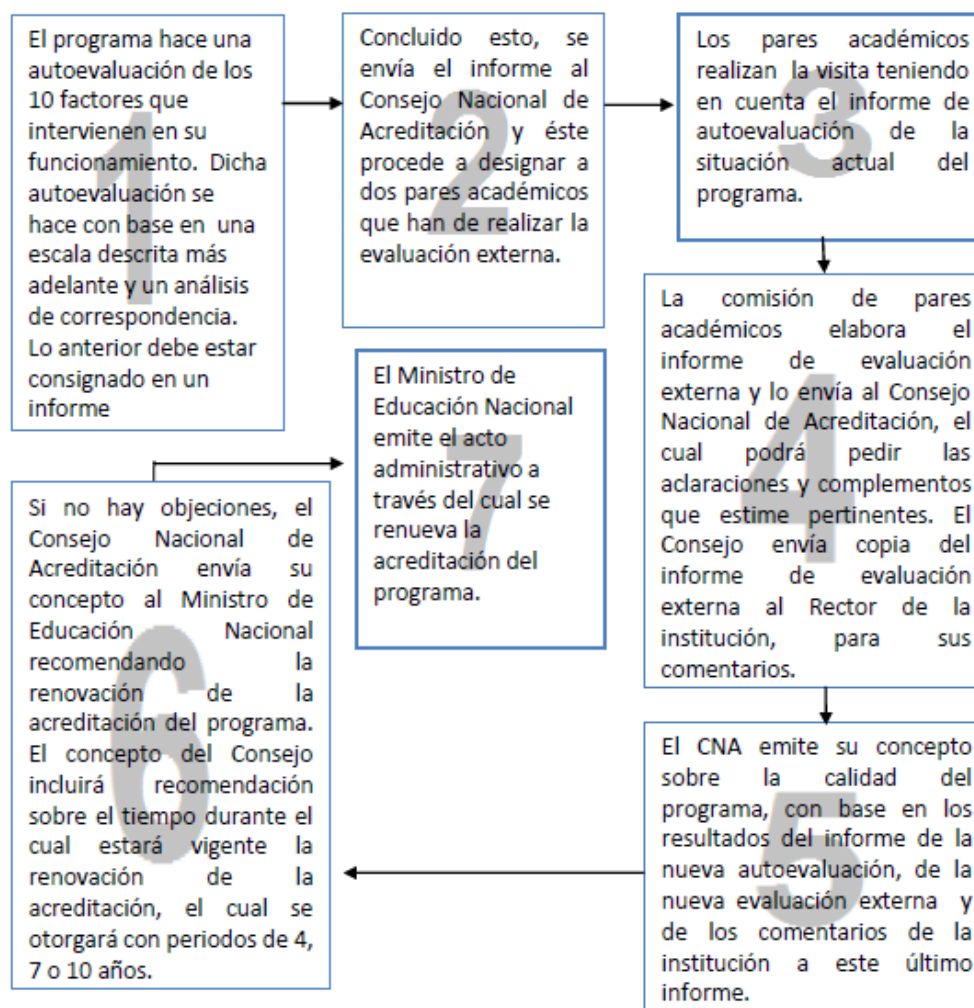 1
El programa hace una
autoevaluación de los
10 factores que
intervienen en su
funcionamiento. Dicha
autoevaluación se
hace con base en una
escala descrita más
adelante y un análisis
de correspondencia.
Lo anterior debe estar
consignado en un
informe
2
Concluido esto, se
envía el informe al
Consejo Nacional de
Acreditación y éste
procede a designar a
dos pares académicos
que han de realizar la
evaluación externa.
3
Los pares académicos
realizan la visita teniendo
en cuenta el informe de
autoevaluación de la
situación actual del
programa.
4
La comisión de pares
académicos elabora el
informe de evaluación
externa y lo envía al Consejo
Nacional de Acreditación, el
cual podrá pedir las
aclaraciones y complementos
que estime pertinentes. El
Consejo envía copia del
informe de evaluación
externa al Rector de la
institución, para sus
comentarios.
5
El CNA emite su concepto
sobre la calidad del
programa, con base en los
resultados del informe de la
nueva autoevaluación, de la
nueva evaluación externa y
de los comentarios de la
institución a este último
informe.
6
Si no hay objeciones, el
Consejo Nacional de
Acreditación envía su
concepto al Ministro de
Educación Nacional
recomendando la
renovación de la
acreditación del programa.
El concepto del Consejo
incluirá recomendación
sobre el tiempo durante el
cual estará vigente la
renovación de la
acreditación, el cual se
otorgará con periodos de 4,
7 o 10 años.
7
El Ministro de
Educación Nacional
emite el acto
administrativo a
través del cual se
renueva la
acreditación del
programa.